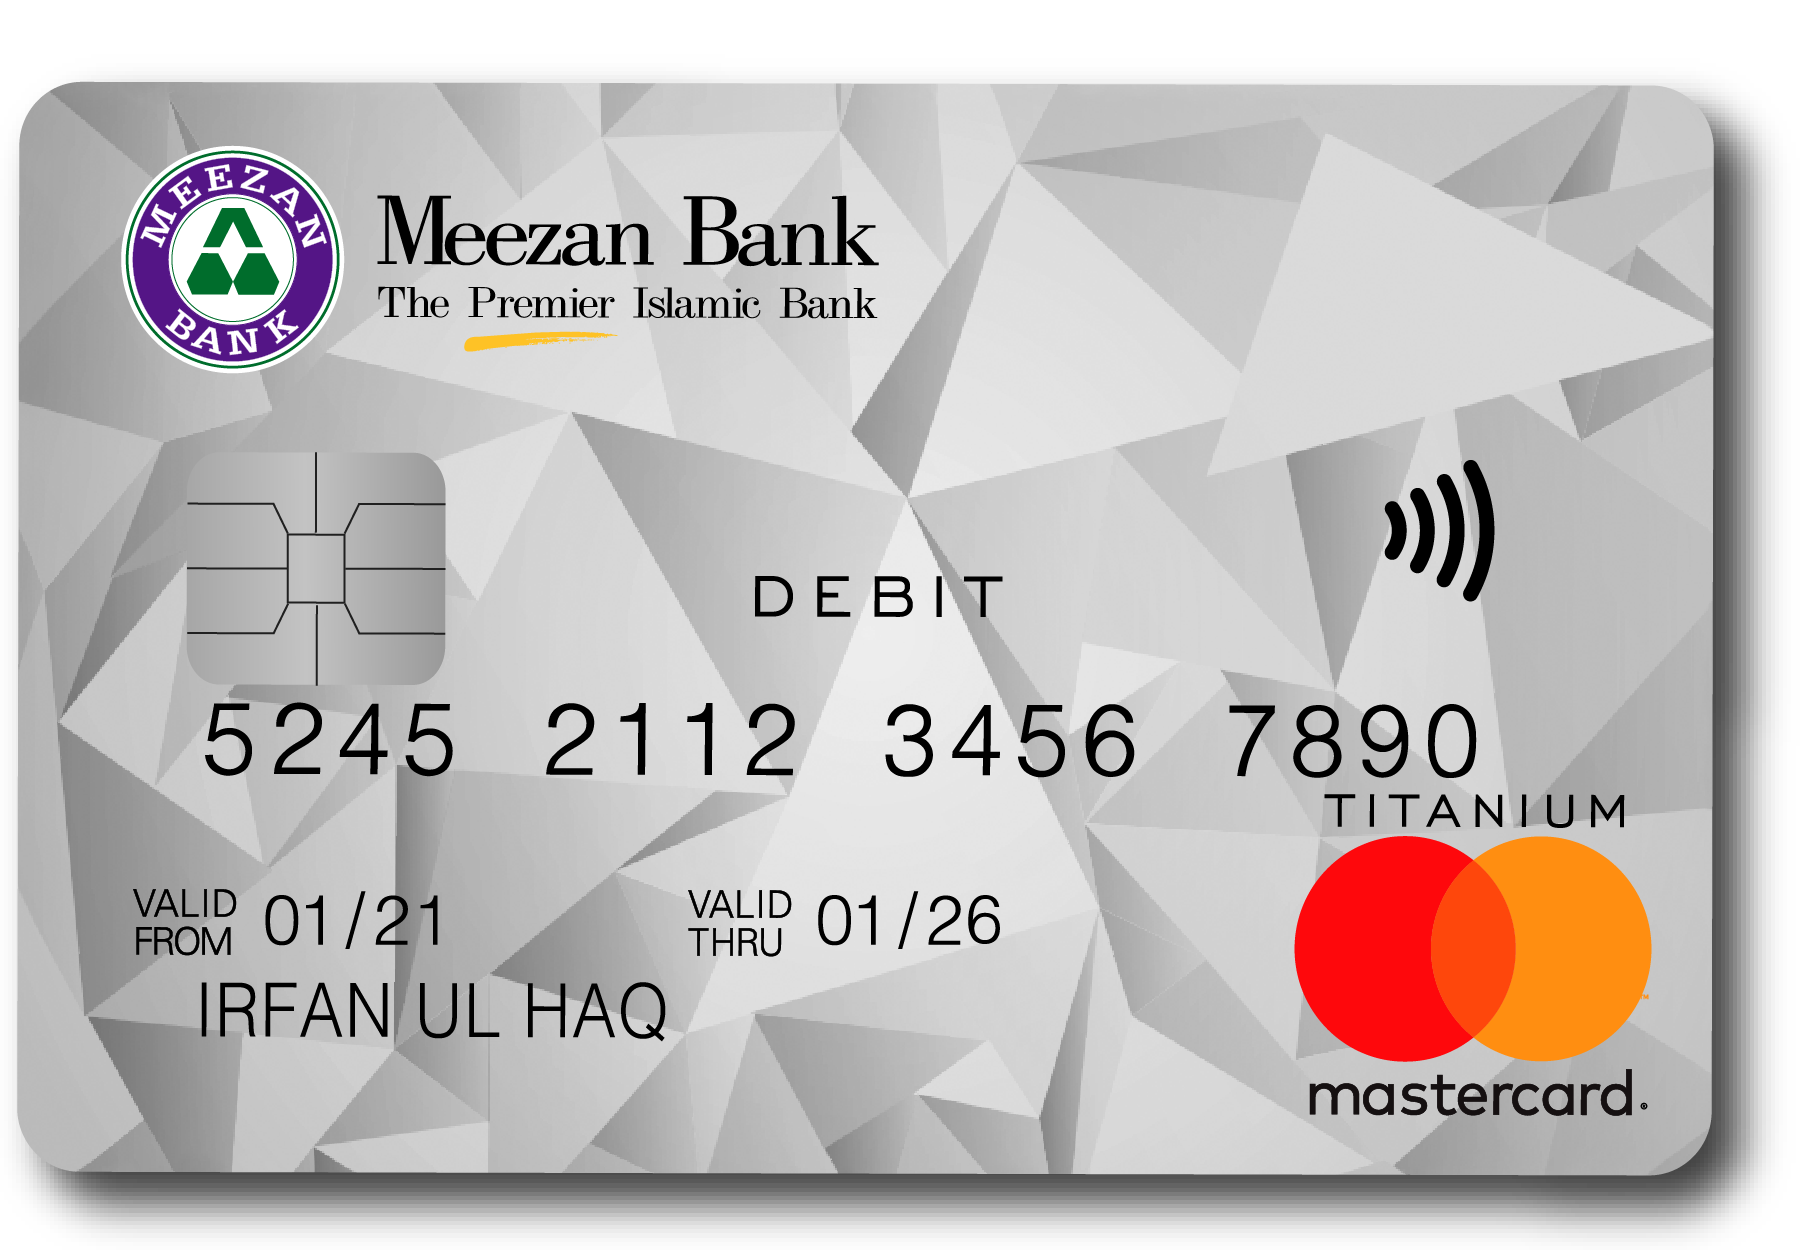 MEEZAN BANK
Meezan Bank
The Premier Islamic Bank
DEBIT
5245 2112 3456 7890
TITANIUM
VALID FROM 01/21
VALID THRU 01/26
IRFAN UL HAQ
mastercard®